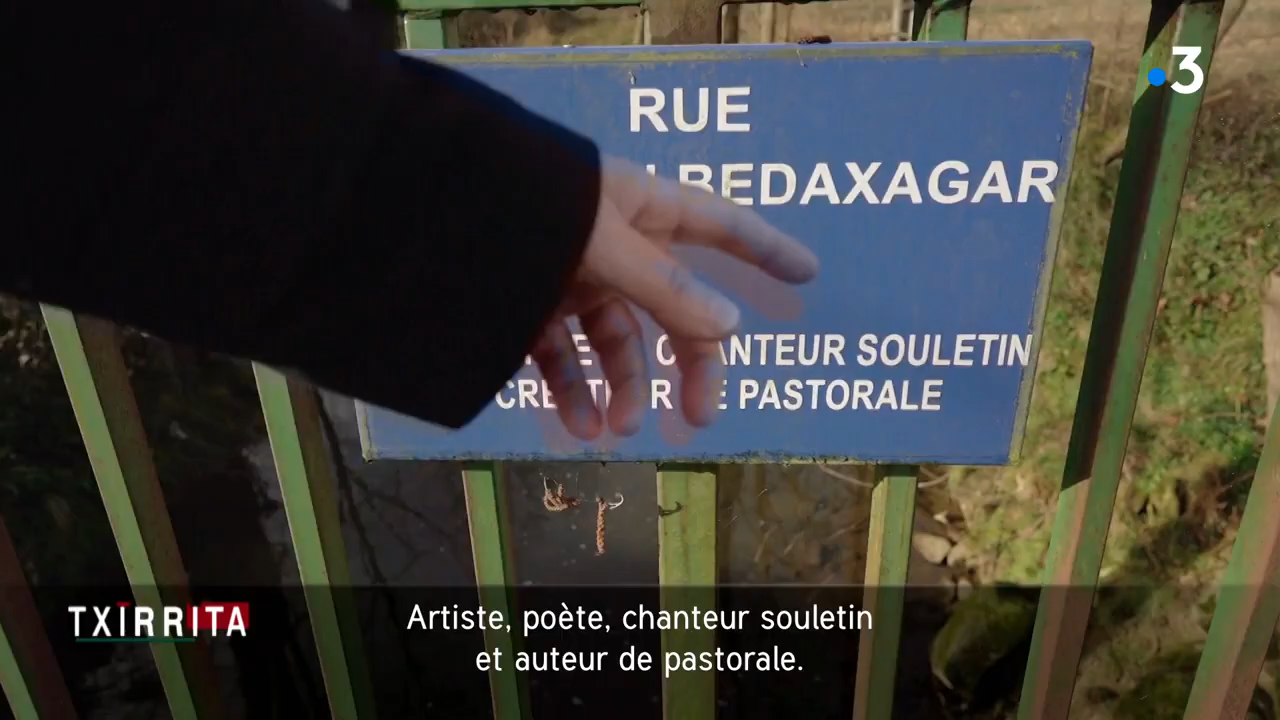 RUE
BEDAXAGAR
CHANTEUR SOULETIN
PASTORALE
3
TXIRRITA
Artiste, poète, chanteur souletin
et auteur de pastorale.